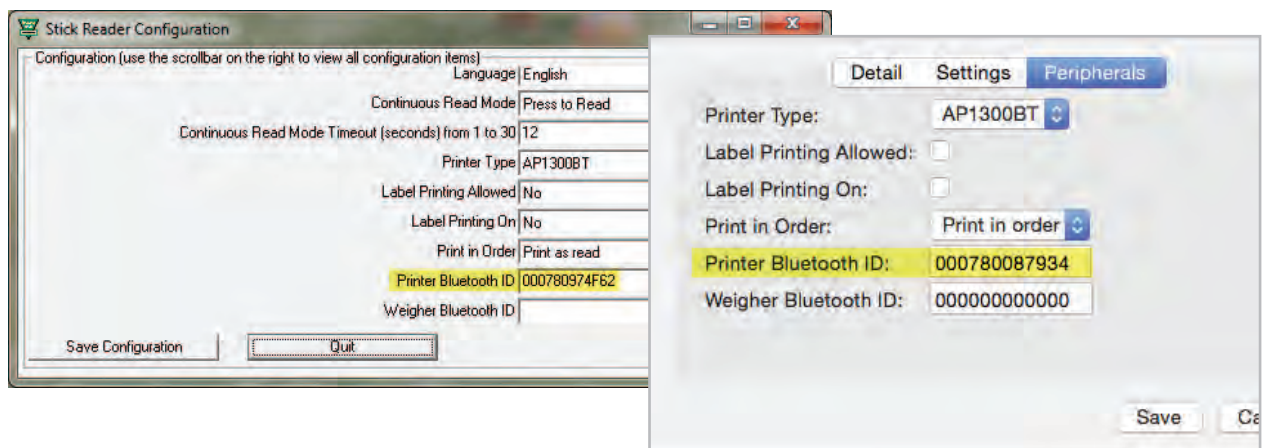 Stick Reader Configuration
Configuration (use the scrollbar on the right to view all configuration items)
Language English
Continuous Read Mode Press to Read
Continuous Read Mode Timeout (seconds) from 1 to 30 12
Printer Type AP1300BT
Label Printing Allowed No
Label Printing On No
Print in Order Print as read
Printer Bluetooth ID 000780974F62
Weigher Bluetooth ID
Save Configuration Quit
Detail Settings Peripherals
Printer Type: AP1300BT
Label Printing Allowed:
Label Printing On:
Print in Order: Print in order
Printer Bluetooth ID: 000780087934
Weigher Bluetooth ID: 000000000000
Save Ca